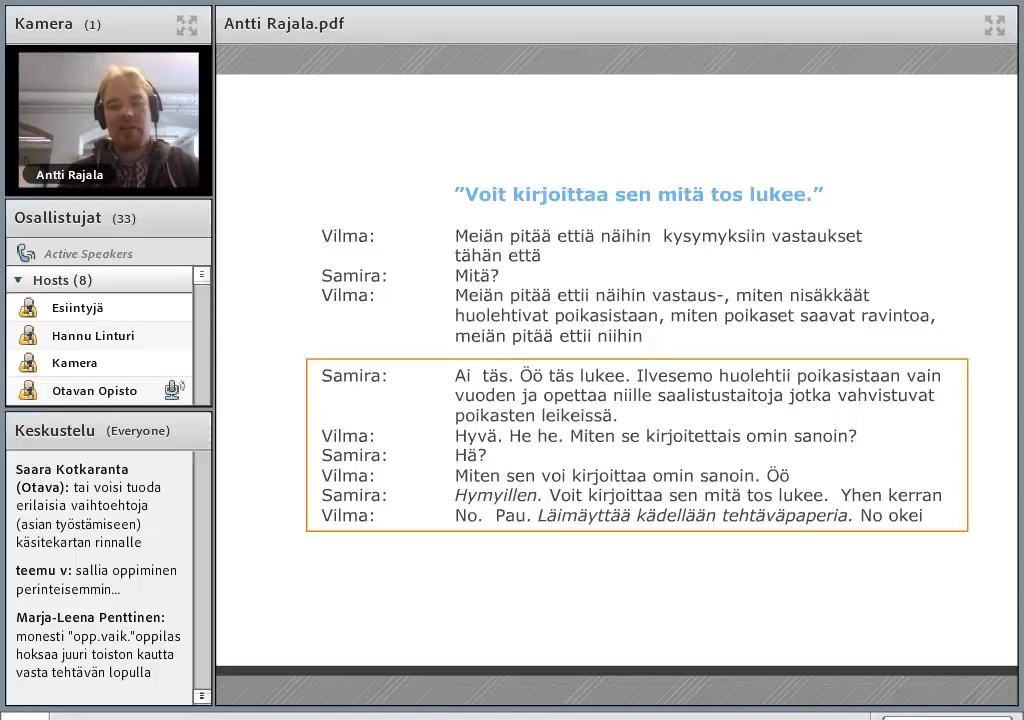 Kamera (1)
Antti Rajala
Osallistujat (33)
Active Speakers
Hosts (8)
Esiintyjä
Hannu Linturi
Kamera
Otavan Opisto
Keskustelu (Everyone)
Saara Kotkaranta
(Otava): tai voisi tuoda
erilaisia vaihtoehtoja
(asian työstämiseen)
käsitekartan rinnalle
teemu v: sallia oppiminen
perinteisemmin...
Marja-Leena Penttinen:
monesti "opp.vaik."oppilas
hoksaa juuri toiston kautta
vasta tehtävän lopulla
Antti Rajala.pdf
”Voit kirjoittaa sen mitä tos lukee.”
Vilma: Meiän pitää ettiä näihin kysymyksiin vastaukset
tähän että
Samira: Mitä?
Vilma: Meiän pitää ettii näihin vastaus-, miten nisäkkäät
huolehtivat poikasistaan, miten poikaset saavat ravintoa,
meiän pitää ettii niihin
Samira: Ai täs. Öö täs lukee. Ilvesemo huolehtii poikasistaan vain
vuoden ja opettaa niille saalistustaitoja jotka vahvistuvat
poikasten leikeissä.
Vilma: Hyvä. He he. Miten se kirjoitettais omin sanoin?
Samira: Hä?
Vilma: Miten sen voi kirjoittaa omin sanoin. Öö
Samira: Hymyillen. Voit kirjoittaa sen mitä tos lukee. Yhen kerran
Vilma: No. Pau. Läimäyttää kädellään tehtäväpaperia. No okei